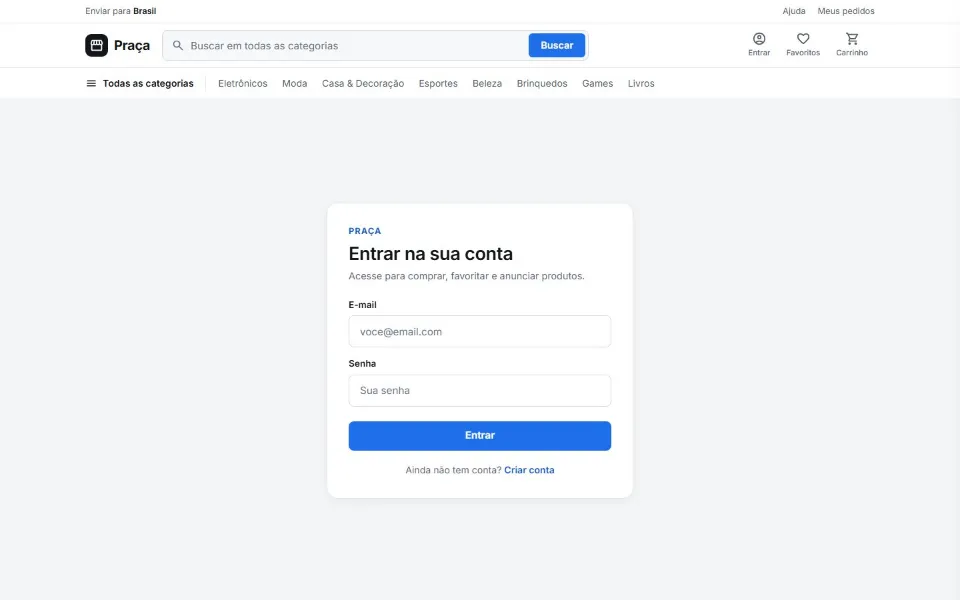 Enviar para Brasil
Ajuda Meus pedidos
Praça
Buscar em todas as categorias
Buscar
Entrar Favoritos Carrinho
Todas as categorias Eletrônicos Moda Casa & Decoração Esportes Beleza Brinquedos Games Livros
PRAÇA
Entrar na sua conta
Acesse para comprar, favoritar e anunciar produtos.
E-mail
voce@email.com
Senha
Sua senha
Entrar
Ainda não tem conta? Criar conta